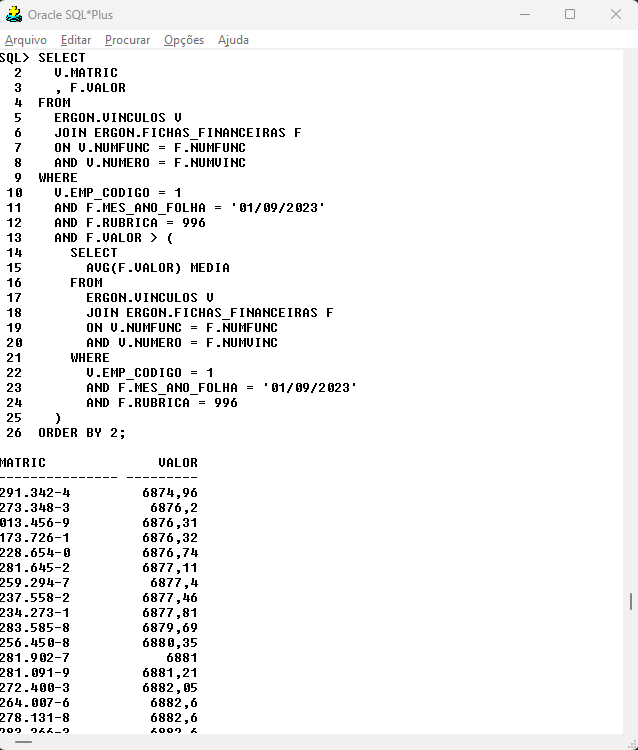 Oracle SQL*Plus
Arquivo Editar Procurar Opções Ajuda
SQL> SELECT
  2    V.MATRIC
  3    , F.VALOR
  4  FROM
  5    ERGON.VINCULOS V
  6    JOIN ERGON.FICHAS_FINANCEIRAS F
  7    ON V.NUMFUNC = F.NUMFUNC
  8    AND V.NUMERO = F.NUMVINC
  9  WHERE
 10    V.EMP_CODIGO = 1
 11    AND F.MES_ANO_FOLHA = '01/09/2023'
 12    AND F.RUBRICA = 996
 13    AND F.VALOR > (
 14      SELECT
 15        AVG(F.VALOR) MEDIA
 16      FROM
 17        ERGON.VINCULOS V
 18        JOIN ERGON.FICHAS_FINANCEIRAS F
 19        ON V.NUMFUNC = F.NUMFUNC
 20        AND V.NUMERO = F.NUMVINC
 21      WHERE
 22        V.EMP_CODIGO = 1
 23        AND F.MES_ANO_FOLHA = '01/09/2023'
 24        AND F.RUBRICA = 996
 25    )
 26  ORDER BY 2;
MATRIC              VALOR
--------------- ---------
291.342-4         6874,96
273.348-3          6876,2
013.456-9         6876,31
173.726-1         6876,32
228.654-0         6876,74
281.645-2         6877,11
259.294-7          6877,4
237.558-2         6877,46
234.273-1         6877,81
283.585-8         6879,69
256.450-8         6880,35
281.902-7            6881
281.091-9         6881,21
272.400-3         6882,05
264.007-6          6882,6
278.131-8          6882,6
283.366-3          6882,6